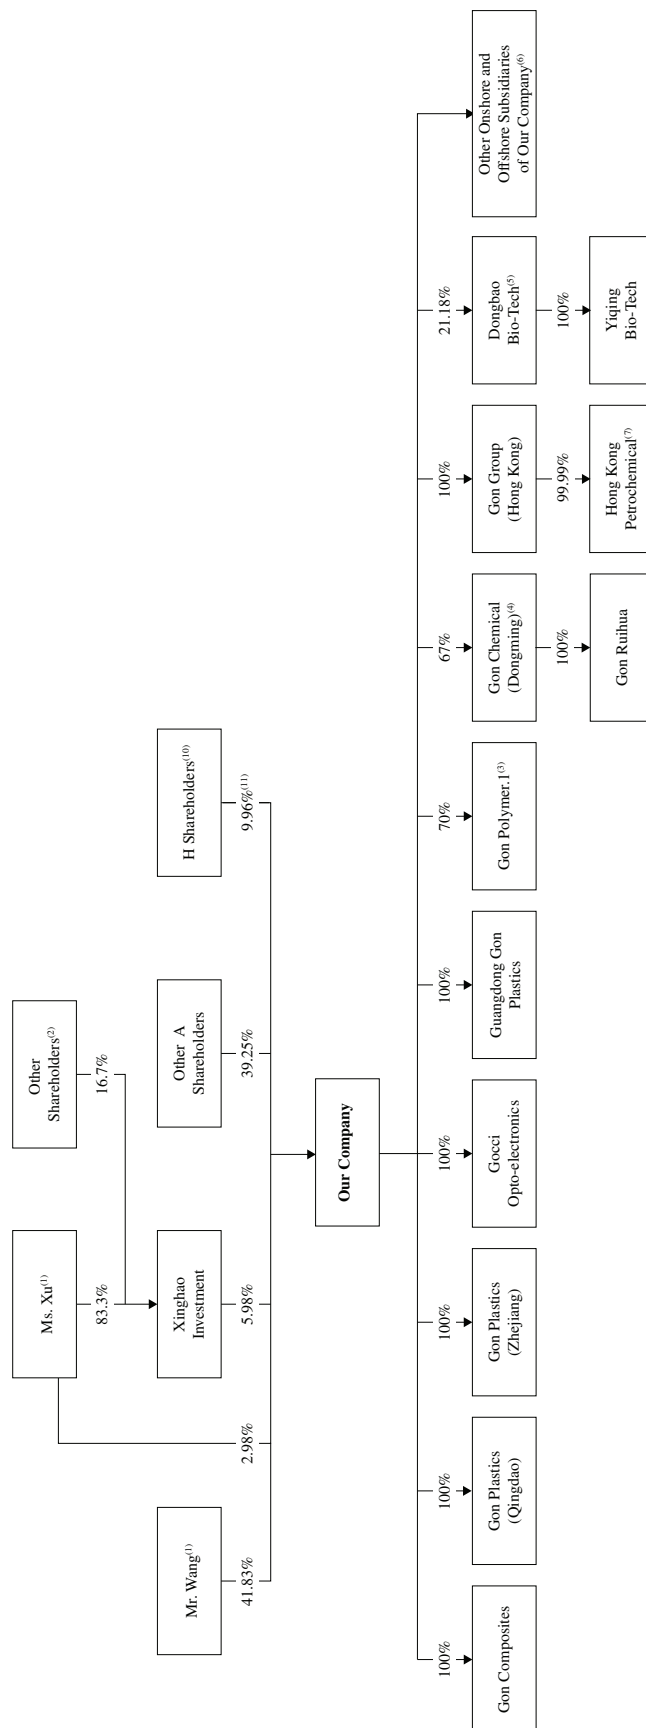 Ms. Xu(1)
Other
Shareholders(2)
83.3%
16.7%
Mr. Wang(1)
Xinghao
Investment
Other A
Shareholders
H Shareholders(10)
41.83%
2.98%
5.98%
39.25%
9.96%(11)
Our Company
100%
100%
100%
100%
100%
70%
67%
100%
21.18%
Gon Composites
Gon Plastics
(Qingdao)
Gon Plastics
(Zhejiang)
Gocci
Opto-electronics
Guangdong Gon
Plastics
Gon Polymer.1(3)
Gon Chemical
(Dongming)(4)
Gon Group
(Hong Kong)
Dongbao
Bio-Tech(5)
Other Onshore and
Offshore Subsidiaries
of Our Company(6)
100%
99.99%
100%
Gon Ruihua
Hong Kong
Petrochemical(7)
Yiqing
Bio-Tech